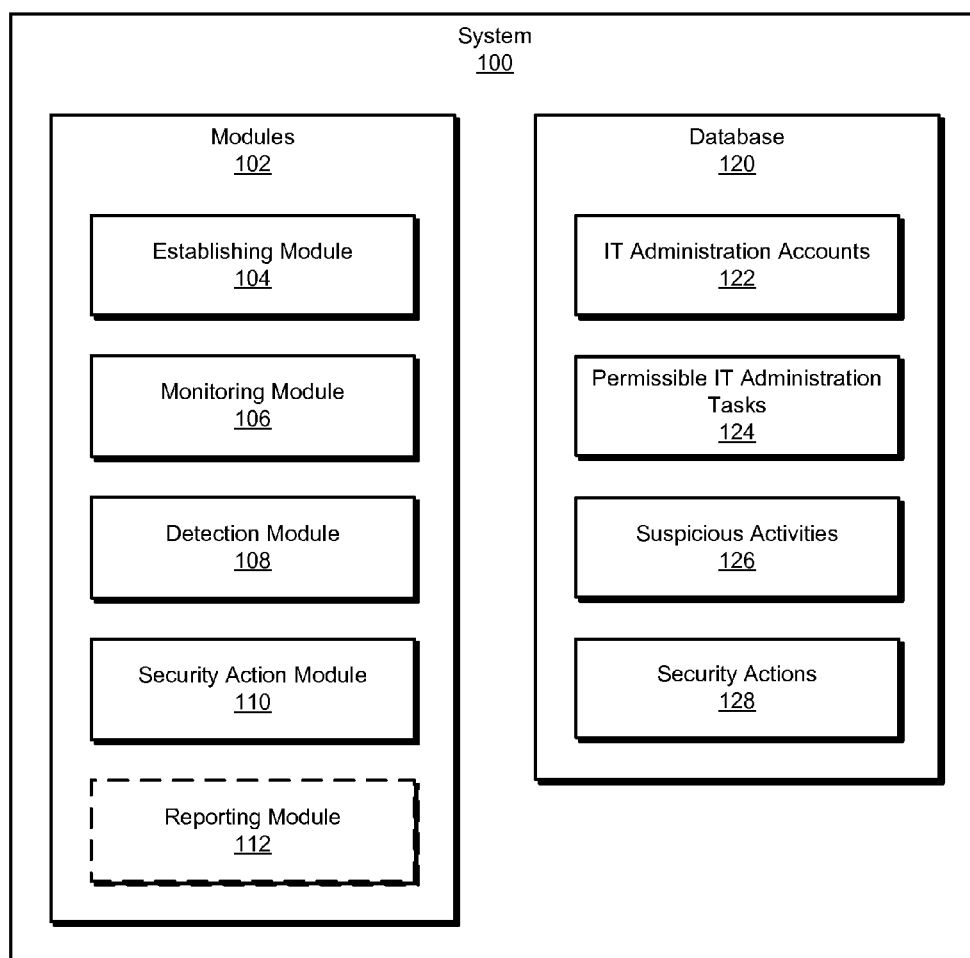 System
100
Modules
102
Establishing Module
104
Monitoring Module
106
Detection Module
108
Security Action Module
110
Reporting Module
112
Database
120
IT Administration Accounts
122
Permissible IT Administration
Tasks
124
Suspicious Activities
126
Security Actions
128